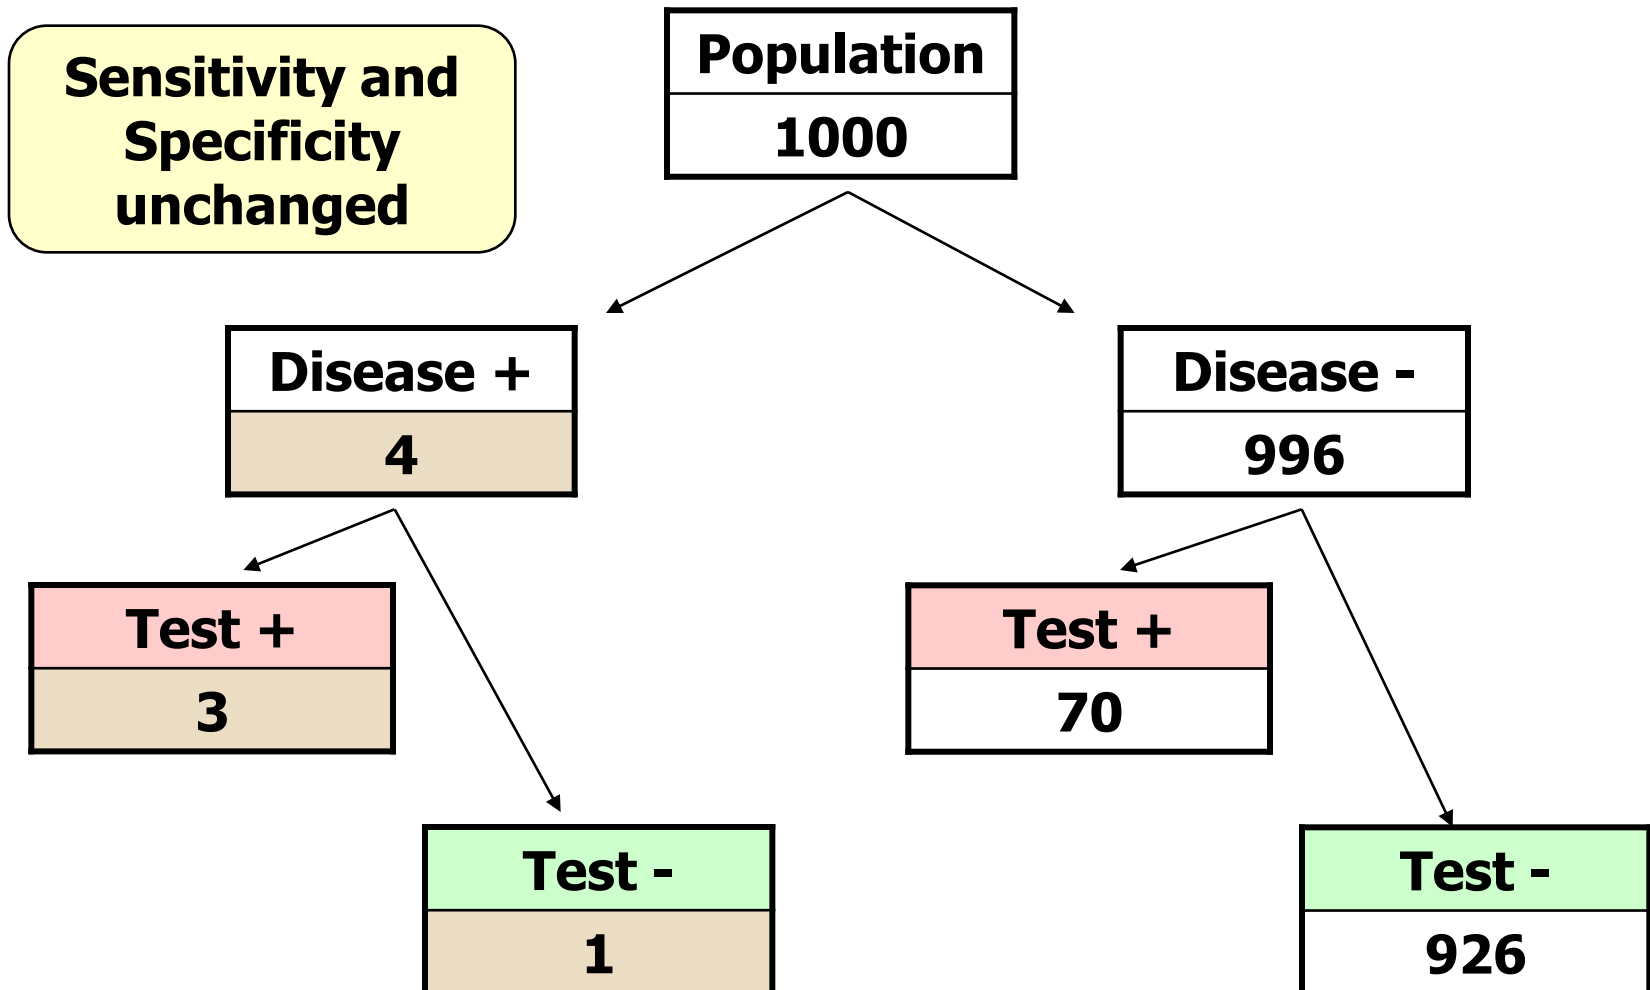 Sensitivity and
Specificity
unchanged
Population
1000
Disease +
4
Disease -
996
Test +
3
Test +
70
Test -
1
Test -
926